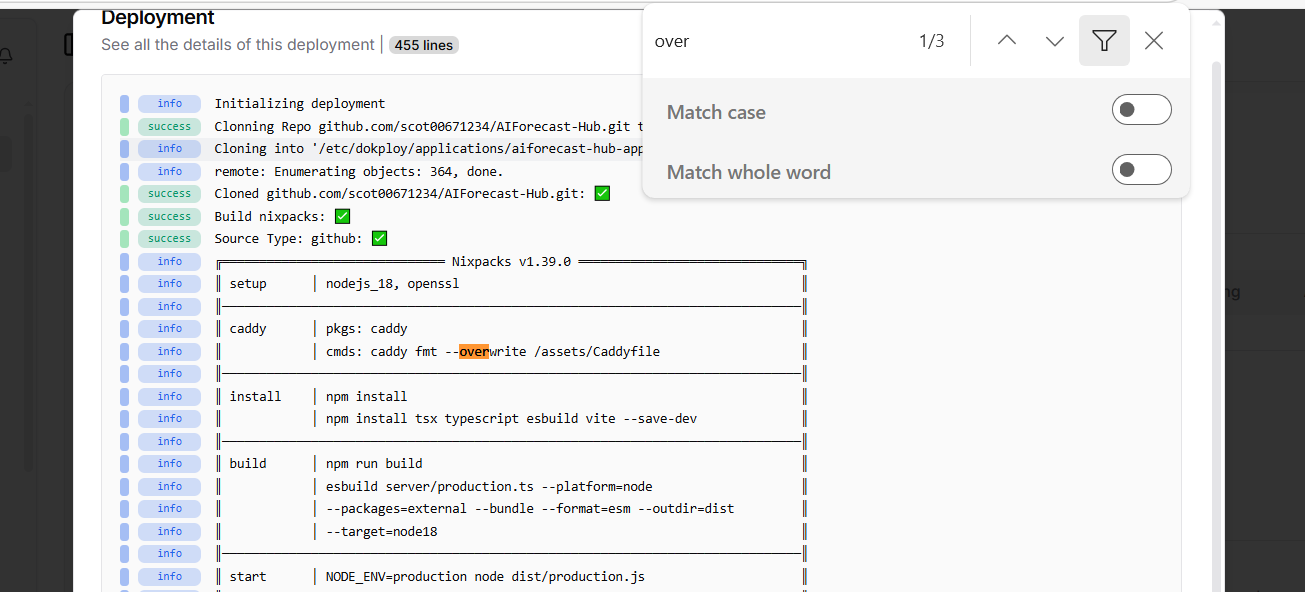 Deployment
See all the details of this deployment | 455 lines
over 1/3
Match case
Match whole word
info Initializing deployment
success Clonning Repo github.com/scot00671234/AIForecast-Hub.git t
info Cloning into '/etc/dokploy/applications/aiforecast-hub-app
info remote: Enumerating objects: 364, done.
success Cloned github.com/scot00671234/AIForecast-Hub.git: ✅
success Build nixpacks: ✅
success Source Type: github: ✅
info ╔══════════════════════════════ Nixpacks v1.39.0 ══════════════════════════════╗
info ║ setup │ nodejs_18, openssl ║
info ║──────────────────────────────────────────────────────────────────────────────║
info ║ caddy │ pkgs: caddy ║
info ║ │ cmds: caddy fmt --overwrite /assets/Caddyfile ║
info ║──────────────────────────────────────────────────────────────────────────────║
info ║ install │ npm install ║
info ║ │ npm install tsx typescript esbuild vite --save-dev ║
info ║──────────────────────────────────────────────────────────────────────────────║
info ║ build │ npm run build ║
info ║ │ esbuild server/production.ts --platform=node ║
info ║ │ --packages=external --bundle --format=esm --outdir=dist ║
info ║ │ --target=node18 ║
info ║──────────────────────────────────────────────────────────────────────────────║
info ║ start │ NODE_ENV=production node dist/production.js ║
ng